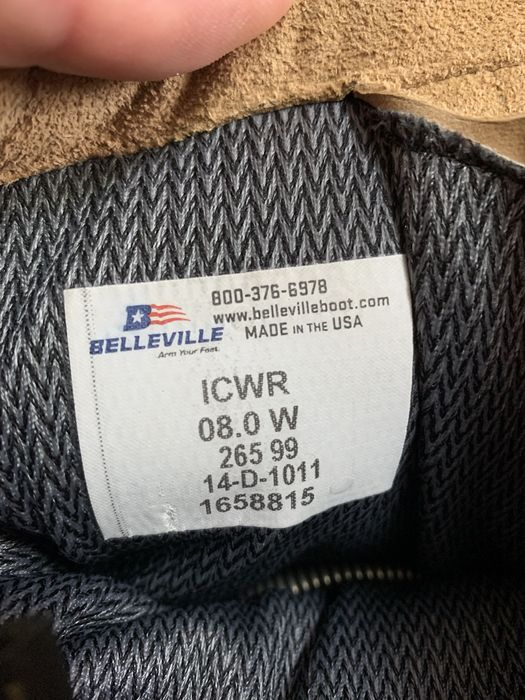 800-376-6978
www.bellevilleboot.com
MADE IN THE USA
B
BELLEVILLE
Arm Your Feet.
ICWR
08.0 W
265 99
14-D-1011
1658815